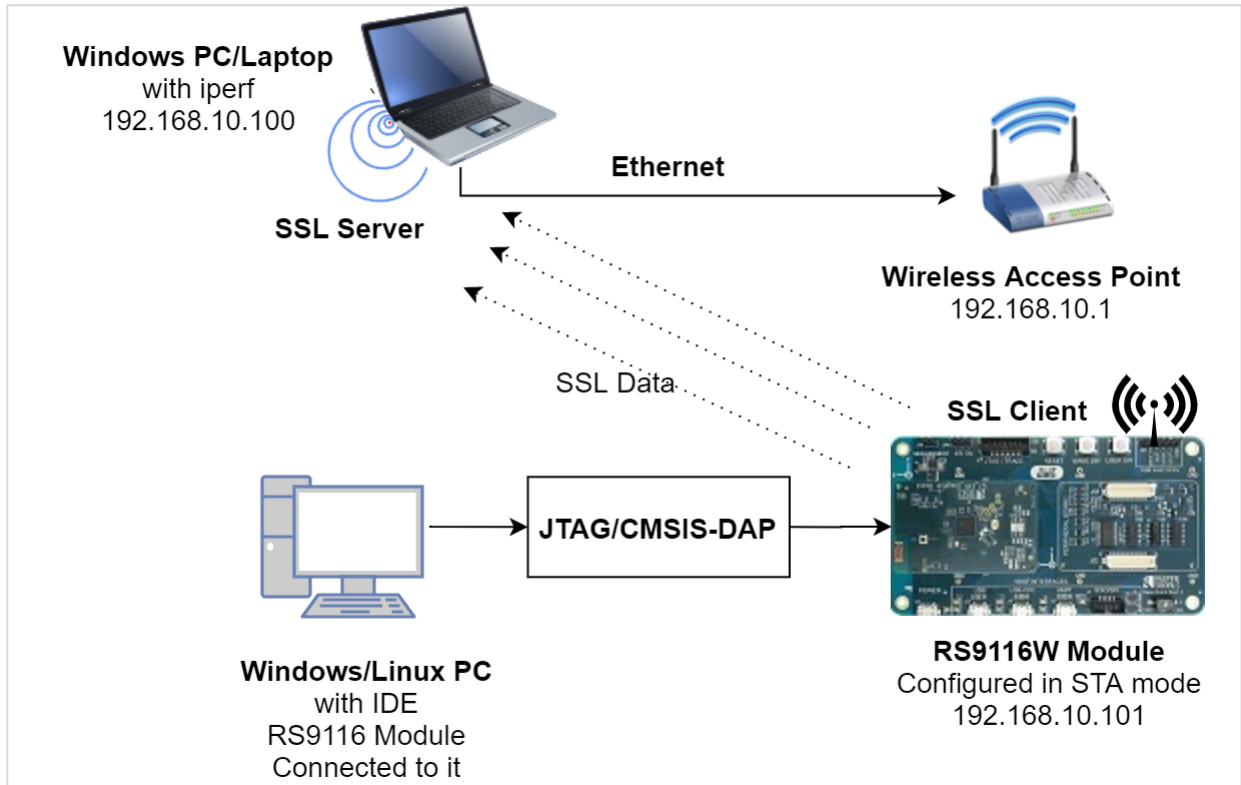 Windows PC/Laptop
with iperf
192.168.10.100
SSL Server
Ethernet
Wireless Access Point
192.168.10.1
SSL Data
SSL Client
JTAG/CMSIS-DAP
Windows/Linux PC
with IDE
RS9116 Module
Connected to it
RS9116W Module
Configured in STA mode
192.168.10.101
RESET
POWER